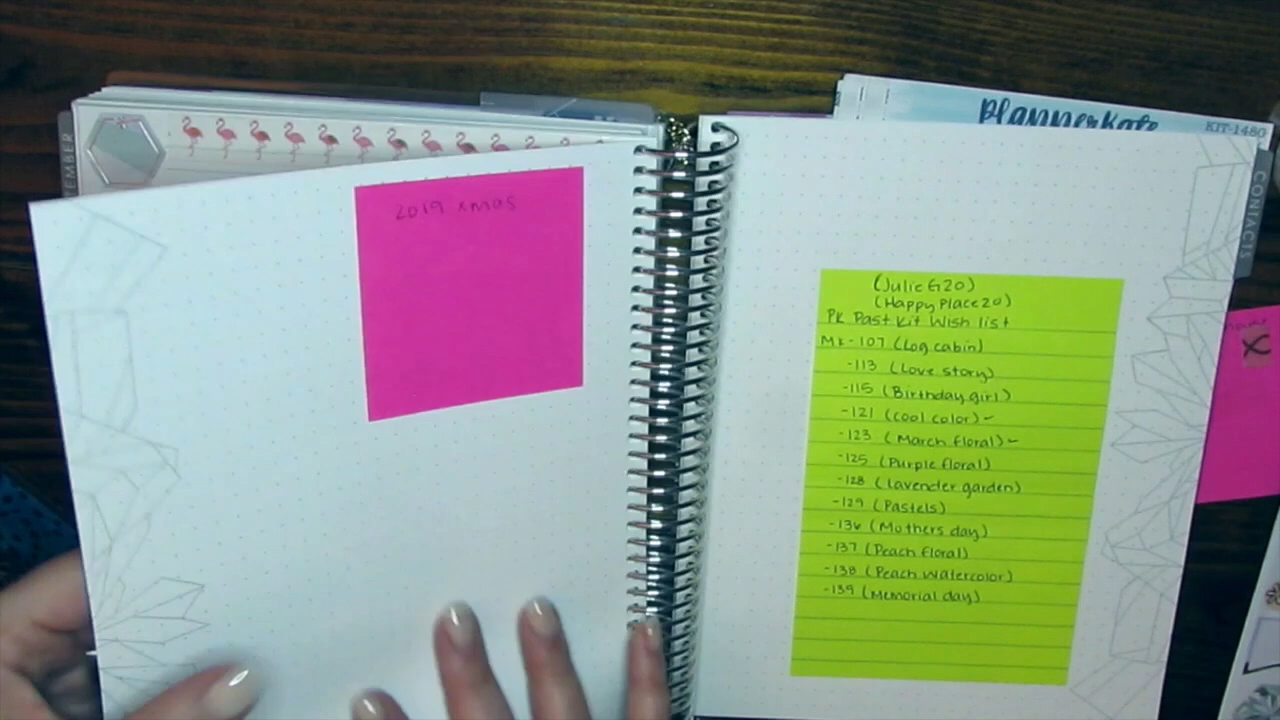 EMBER
Plannerkate
KIT-1480
CONTACTS
2019 xmas
(JulieG20)
(Happy Place20)
PK Past Kit Wish list
MK-107 (Log cabin)
-113 (Love story)
-115 (Birthday girl)
-121 (cool color) -
-123 (March floral) -
-125 (Purple floral)
-128 (lavender garden)
-129 (Pastels)
-136 (Mothers day)
-137 (Peach floral)
-138 (Peach watercolor)
-139 (Memorial day)
X